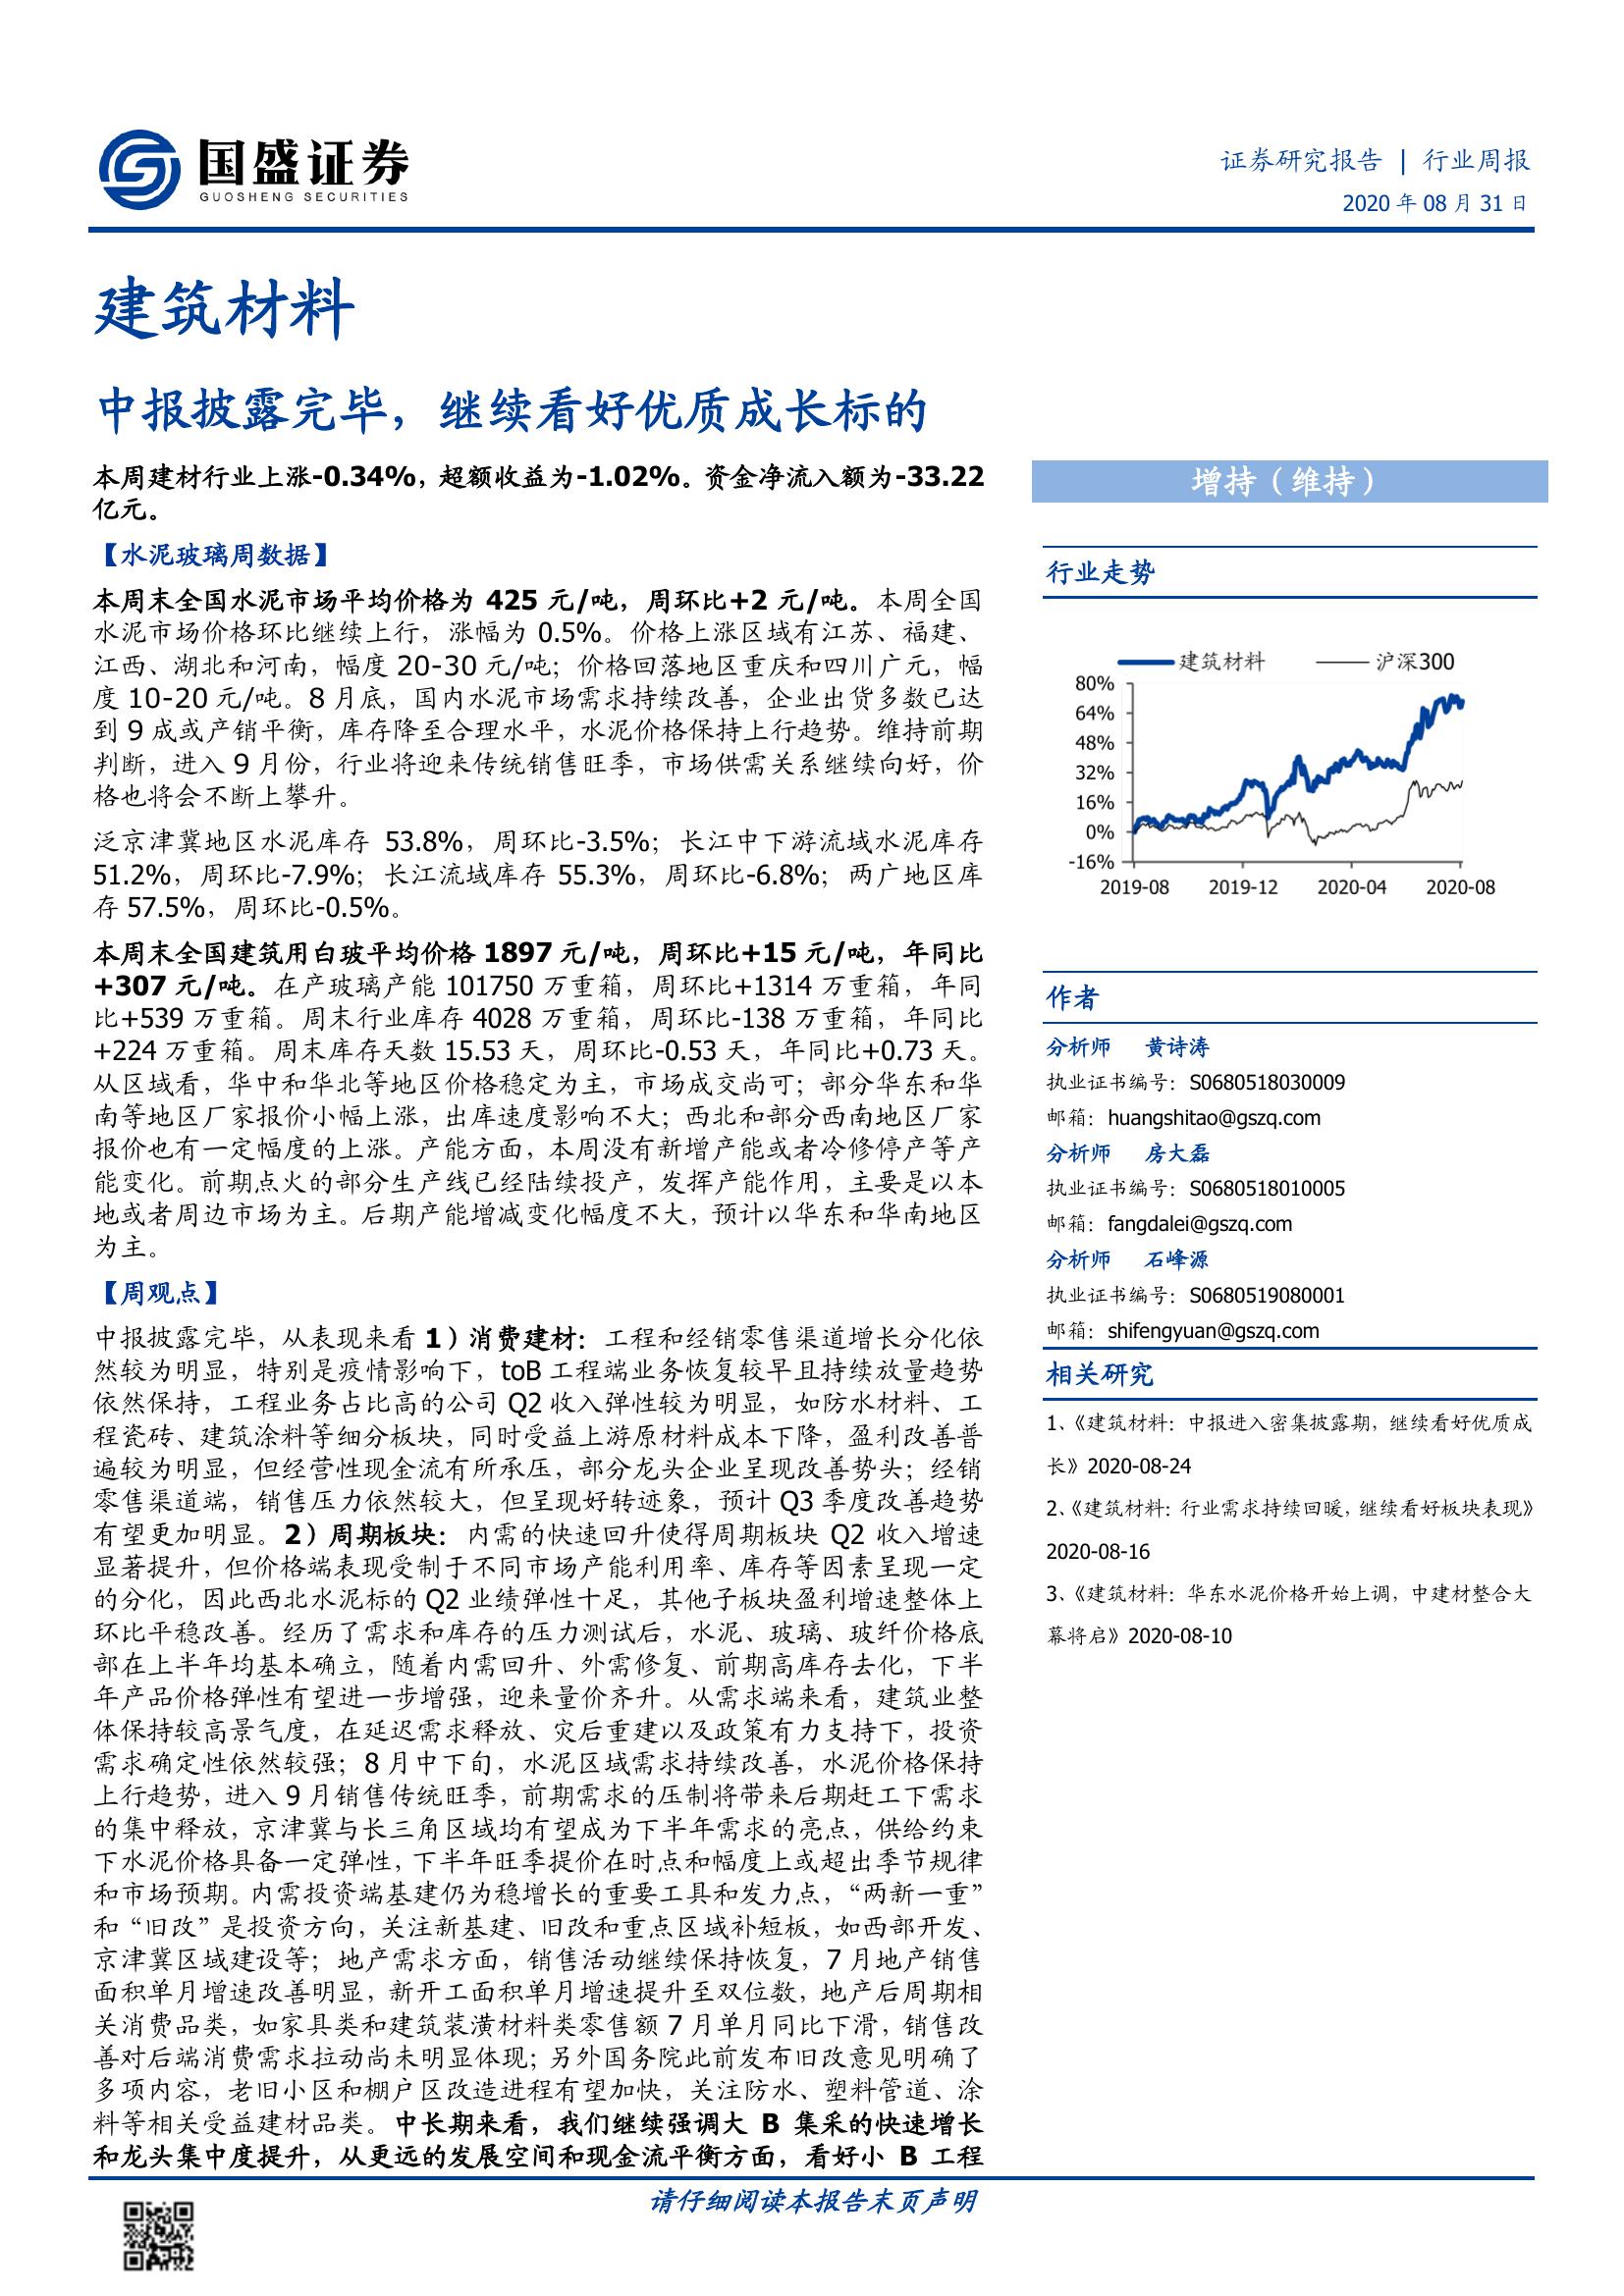 国盛证券
GUOSHENG SECURITIES
证券研究报告 | 行业周报
2020 年 08 月 31 日
建筑材料
中报披露完毕，继续看好优质成长标的
本周建材行业上涨-0.34%，超额收益为-1.02%。资金净流入额为-33.22
亿元。
【水泥玻璃周数据】
本周末全国水泥市场平均价格为 425 元/吨，周环比+2 元/吨。本周全国
水泥市场价格环比继续上行，涨幅为 0.5%。价格上涨区域有江苏、福建、
江西、湖北和河南，幅度 20-30 元/吨；价格回落地区重庆和四川广元，幅
度 10-20 元/吨。8 月底，国内水泥市场需求持续改善，企业出货多数已达
到 9 成或产销平衡，库存降至合理水平，水泥价格保持上行趋势。维持前期
判断，进入 9 月份，行业将迎来传统销售旺季，市场供需关系继续向好，价
格也将会不断上攀升。
泛京津冀地区水泥库存 53.8%，周环比-3.5%；长江中下游流域水泥库存
51.2%，周环比-7.9%；长江流域库存 55.3%，周环比-6.8%；两广地区库
存 57.5%，周环比-0.5%。
本周末全国建筑用白玻平均价格 1897 元/吨，周环比+15 元/吨，年同比
+307 元/吨。在产玻璃产能 101750 万重箱，周环比+1314 万重箱，年同
比+539 万重箱。周末行业库存 4028 万重箱，周环比-138 万重箱，年同比
+224 万重箱。周末库存天数 15.53 天，周环比-0.53 天，年同比+0.73 天。
从区域看，华中和华北等地区价格稳定为主，市场成交尚可；部分华东和华
南等地区厂家报价小幅上涨，出库速度影响不大；西北和部分西南地区厂家
报价也有一定幅度的上涨。产能方面，本周没有新增产能或者冷修停产等产
能变化。前期点火的部分生产线已经陆续投产，发挥产能作用，主要是以本
地或者周边市场为主。后期产能增减变化幅度不大，预计以华东和华南地区
为主。
【周观点】
中报披露完毕，从表现来看 1）消费建材：工程和经销零售渠道增长分化依
然较为明显，特别是疫情影响下，toB 工程端业务恢复较早且持续放量趋势
依然保持，工程业务占比高的公司 Q2 收入弹性较为明显，如防水材料、工
程瓷砖、建筑涂料等细分板块，同时受益上游原材料成本下降，盈利改善普
遍较为明显，但经营性现金流有所承压，部分龙头企业呈现改善势头；经销
零售渠道端，销售压力依然较大，但呈现好转迹象，预计 Q3 季度改善趋势
有望更加明显。2）周期板块：内需的快速回升使得周期板块 Q2 收入增速
显著提升，但价格端表现受制于不同市场产能利用率、库存等因素呈现一定
的分化，因此西北水泥标的 Q2 业绩弹性十足，其他子板块盈利增速整体上
环比平稳改善。经历了需求和库存的压力测试后，水泥、玻璃、玻纤价格底
部在上半年均基本确立，随着内需回升、外需修复、前期高库存去化，下半
年产品价格弹性有望进一步增强，迎来量价齐升。从需求端来看，建筑业整
体保持较高景气度，在延迟需求释放、灾后重建以及政策有力支持下，投资
需求确定性依然较强；8 月中下旬，水泥区域需求持续改善，水泥价格保持
上行趋势，进入 9 月销售传统旺季，前期需求的压制将带来后期赶工下需求
的集中释放，京津冀与长三角区域均有望成为下半年需求的亮点，供给约束
下水泥价格具备一定弹性，下半年旺季提价在时点和幅度上或超出季节规律
和市场预期。内需投资端基建仍为稳增长的重要工具和发力点，“两新一重”
和“旧改”是投资方向，关注新基建、旧改和重点区域补短板，如西部开发、
京津冀区域建设等；地产需求方面，销售活动继续保持恢复，7 月地产销售
面积单月增速改善明显，新开工面积单月增速提升至双位数，地产后周期相
关消费品类，如家具类和建筑装潢材料类零售额 7 月单月同比下滑，销售改
善对后端消费需求拉动尚未明显体现；另外国务院此前发布旧改意见明确了
多项内容，老旧小区和棚户区改造进程有望加快，关注防水、塑料管道、涂
料等相关受益建材品类。中长期来看，我们继续强调大 B 集采的快速增长
和龙头集中度提升，从更远的发展空间和现金流平衡方面，看好小 B 工程
增持（维持）
行业走势
建筑材料 沪深300
80%
64%
48%
32%
16%
0%
-16%
2019-08 2019-12 2020-04 2020-08
作者
分析师 黄诗涛
执业证书编号：S0680518030009
邮箱：huangshitao@gszq.com
分析师 房大磊
执业证书编号：S0680518010005
邮箱：fangdalei@gszq.com
分析师 石峰源
执业证书编号：S0680519080001
邮箱：shifengyuan@gszq.com
相关研究
1、《建筑材料：中报进入密集披露期，继续看好优质成
长》2020-08-24
2、《建筑材料：行业需求持续回暖，继续看好板块表现》
2020-08-16
3、《建筑材料：华东水泥价格开始上调，中建材整合大
幕将启》2020-08-10
请仔细阅读本报告末页声明